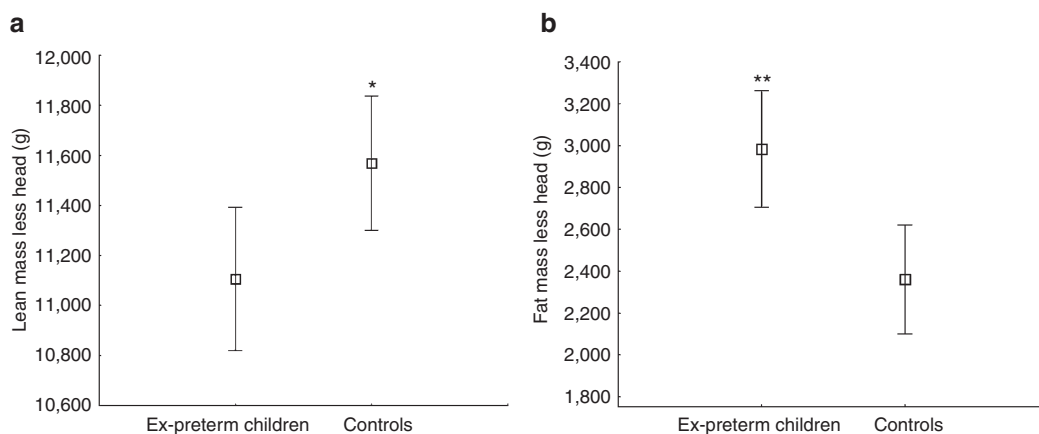 a
12,000
11,800
11,600
11,400
11,200
11,000
10,800
10,600
Lean mass less head (g)
*
Ex-preterm children
Controls
b
3,400
3,200
3,000
2,800
2,600
2,400
2,200
2,000
1,800
Fat mass less head (g)
**
Ex-preterm children
Controls